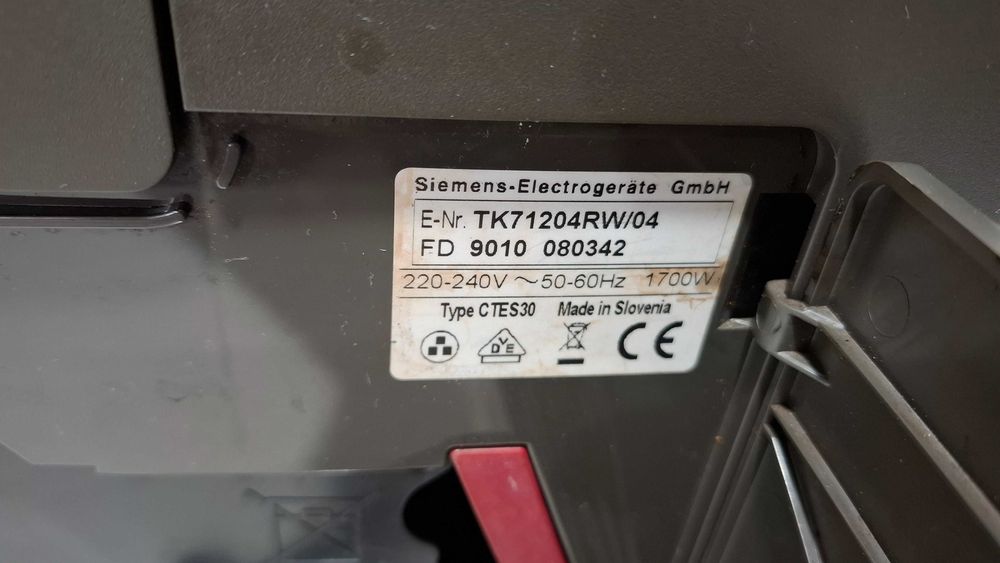 Siemens-Electrogeräte GmbH
E-Nr. TK71204RW/04
FD 9010 080342
220-240V ~ 50-60Hz 1700W
Type CTES30 Made in Slovenia
DVE CE